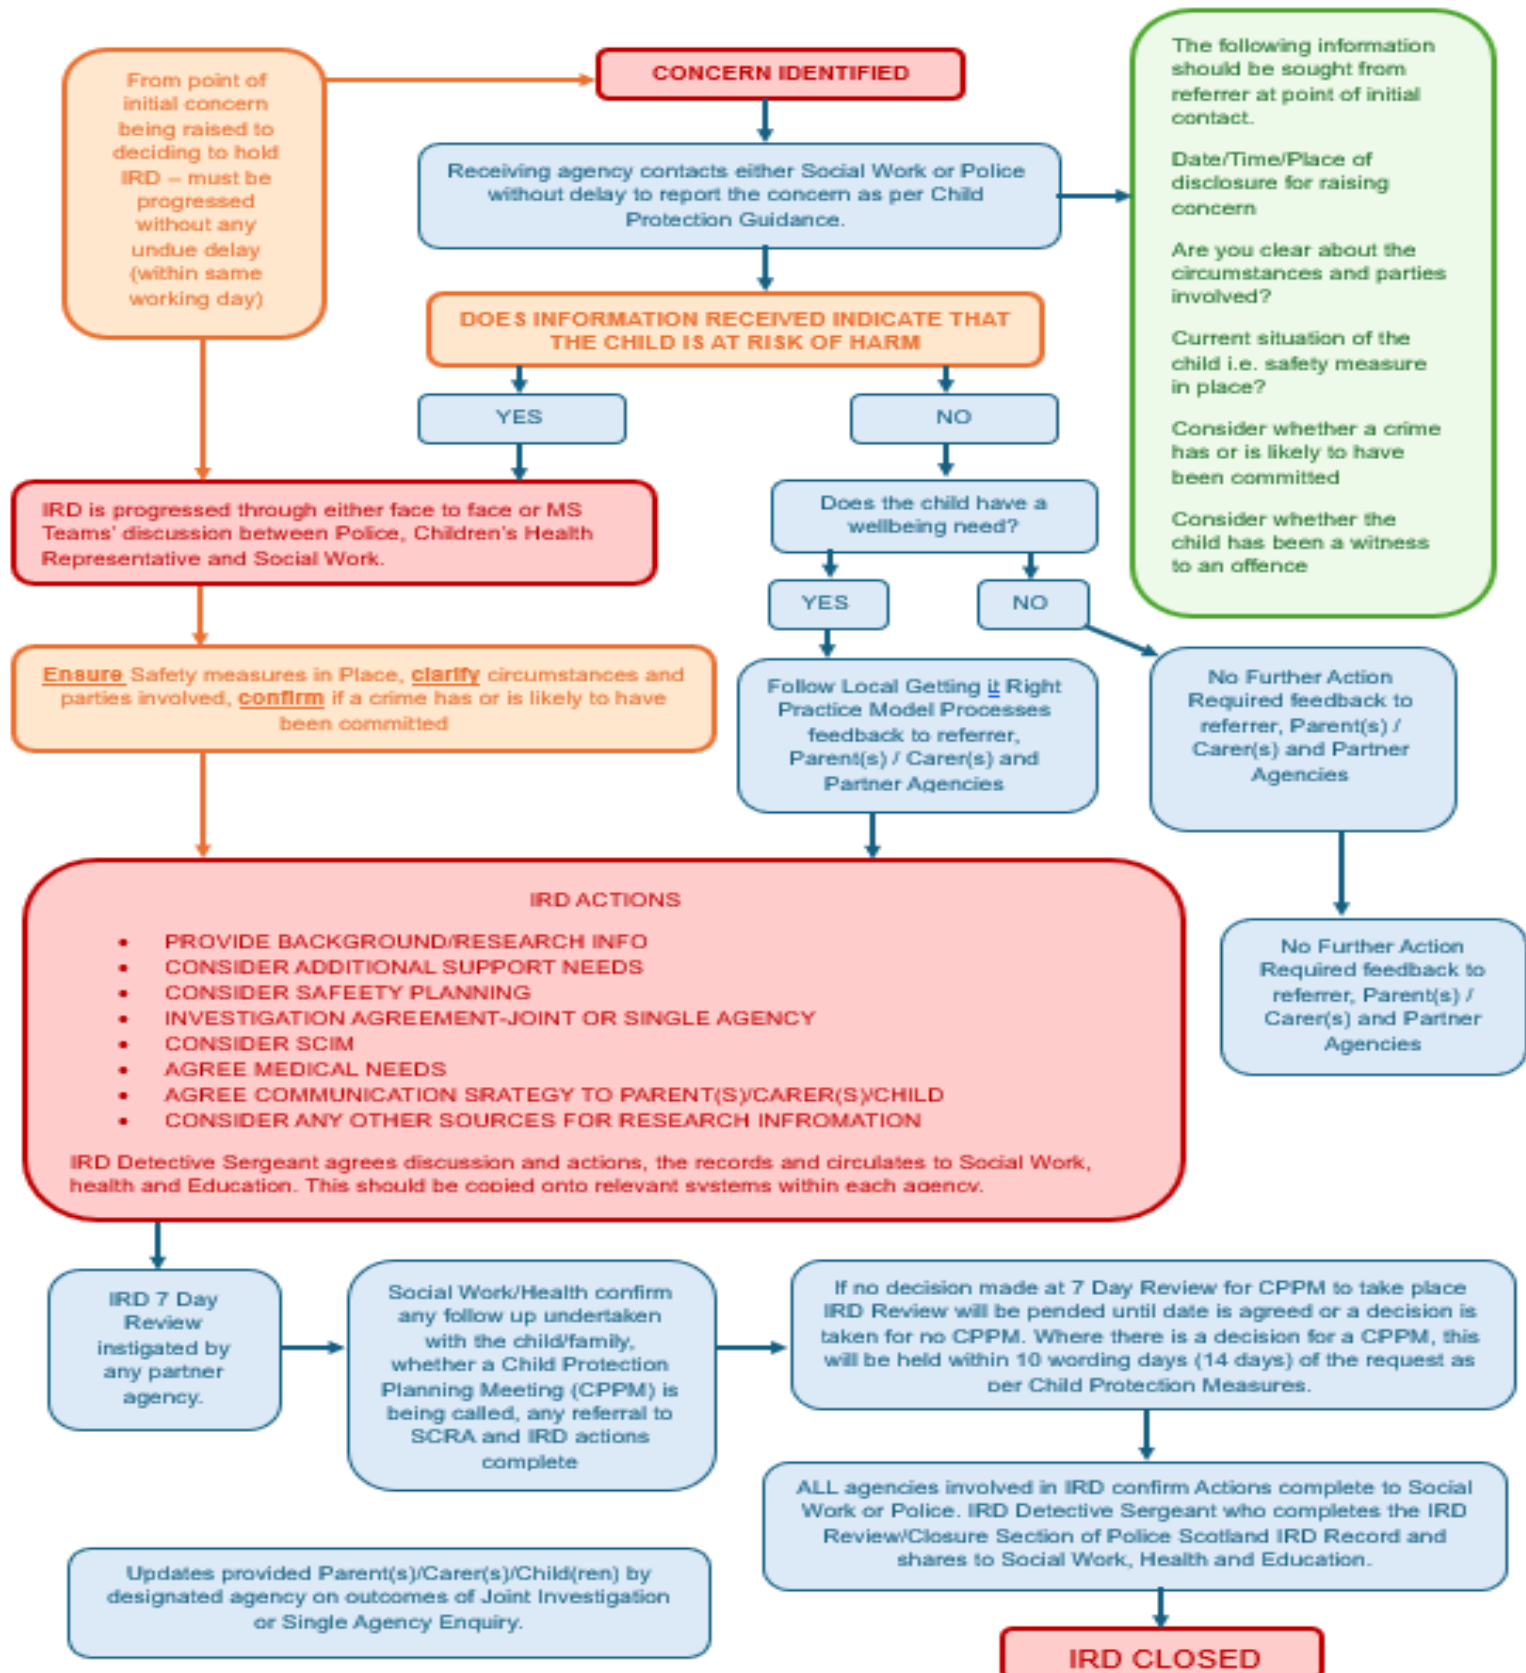 From point of
initial concern
being raised to
deciding to hold
IRD – must be
progressed
without any
undue delay
(within same
working day)
CONCERN IDENTIFIED
Receiving agency contacts either Social Work or Police
without delay to report the concern as per Child
Protection Guidance.
The following information
should be sought from
referrer at point of initial
contact.
Date/Time/Place of
disclosure for raising
concern
Are you clear about the
circumstances and parties
involved?
Current situation of the
child i.e. safety measure
in place?
Consider whether a crime
has or is likely to have
been committed
Consider whether the
child has been a witness
to an offence
DOES INFORMATION RECEIVED INDICATE THAT
THE CHILD IS AT RISK OF HARM
YES
NO
IRD is progressed through either face to face or MS
Teams' discussion between Police, Children's Health
Representative and Social Work.
Does the child have a
wellbeing need?
YES
NO
Ensure Safety measures in Place, clarify circumstances and
parties involved, confirm if a crime has or is likely to have
been committed
Follow Local Getting it Right
Practice Model Processes
feedback to referrer,
Parent(s) / Carer(s) and
Partner Agencies
No Further Action
Required feedback to
referrer, Parent(s) /
Carer(s) and Partner
Agencies
No Further Action
Required feedback to
referrer, Parent(s) /
Carer(s) and Partner
Agencies
IRD ACTIONS
• PROVIDE BACKGROUND/RESEARCH INFO
• CONSIDER ADDITIONAL SUPPORT NEEDS
• CONSIDER SAFEETY PLANNING
• INVESTIGATION AGREEMENT-JOINT OR SINGLE AGENCY
• CONSIDER SCIM
• AGREE MEDICAL NEEDS
• AGREE COMMUNICATION SRATEGY TO PARENT(S)/CARER(S)/CHILD
• CONSIDER ANY OTHER SOURCES FOR RESEARCH INFROMATION
IRD Detective Sergeant agrees discussion and actions, the records and circulates to Social Work,
health and Education. This should be copied onto relevant systems within each agency.
IRD 7 Day
Review
instigated by
any partner
agency.
Social Work/Health confirm
any follow up undertaken
with the child/family,
whether a Child Protection
Planning Meeting (CPPM) is
being called, any referral to
SCRA and IRD actions
complete
If no decision made at 7 Day Review for CPPM to take place
IRD Review will be pended until date is agreed or a decision is
taken for no CPPM. Where there is a decision for a CPPM, this
will be held within 10 wording days (14 days) of the request as
per Child Protection Measures.
ALL agencies involved in IRD confirm Actions complete to Social
Work or Police. IRD Detective Sergeant who completes the IRD
Review/Closure Section of Police Scotland IRD Record and
shares to Social Work, Health and Education.
Updates provided Parent(s)/Carer(s)/Child(ren) by
designated agency on outcomes of Joint Investigation
or Single Agency Enquiry.
IRD CLOSED